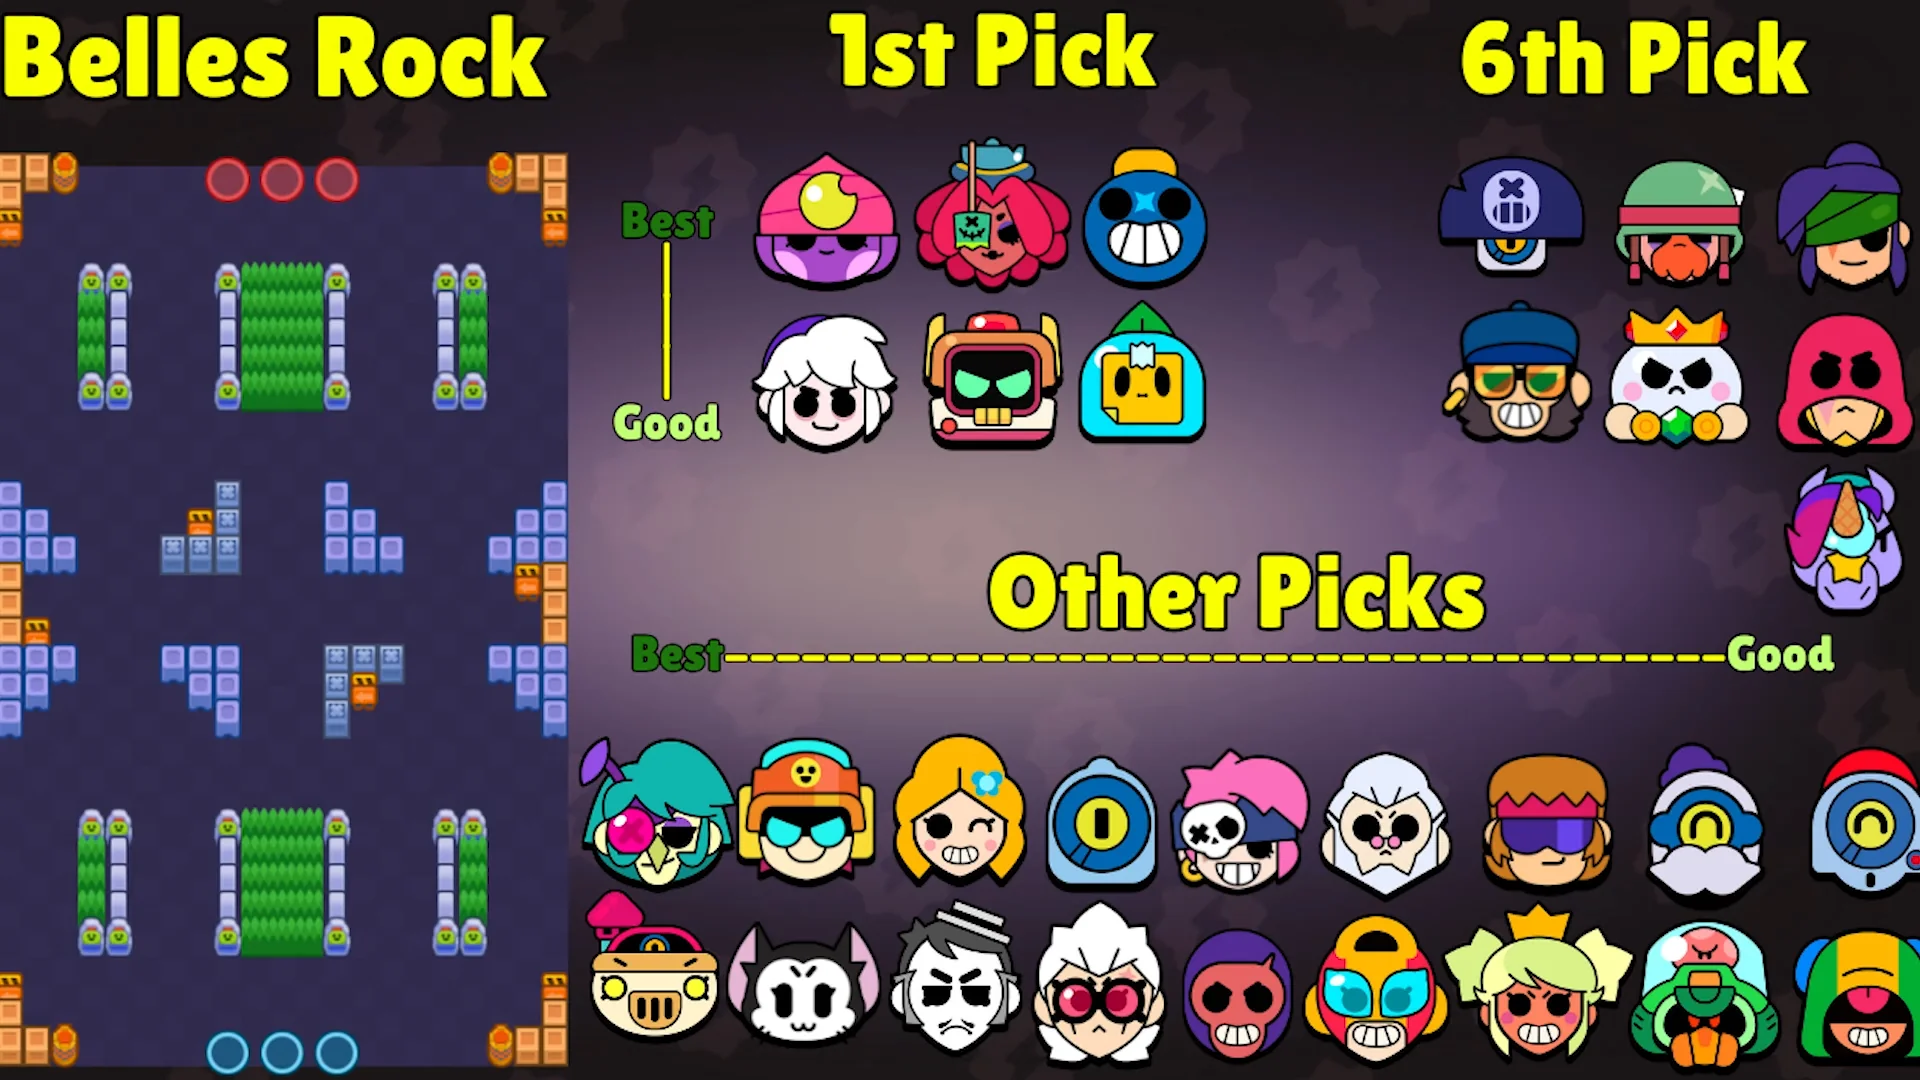 Belles Rock
1st Pick
6th Pick
Best
Good
Other Picks
Best
Good